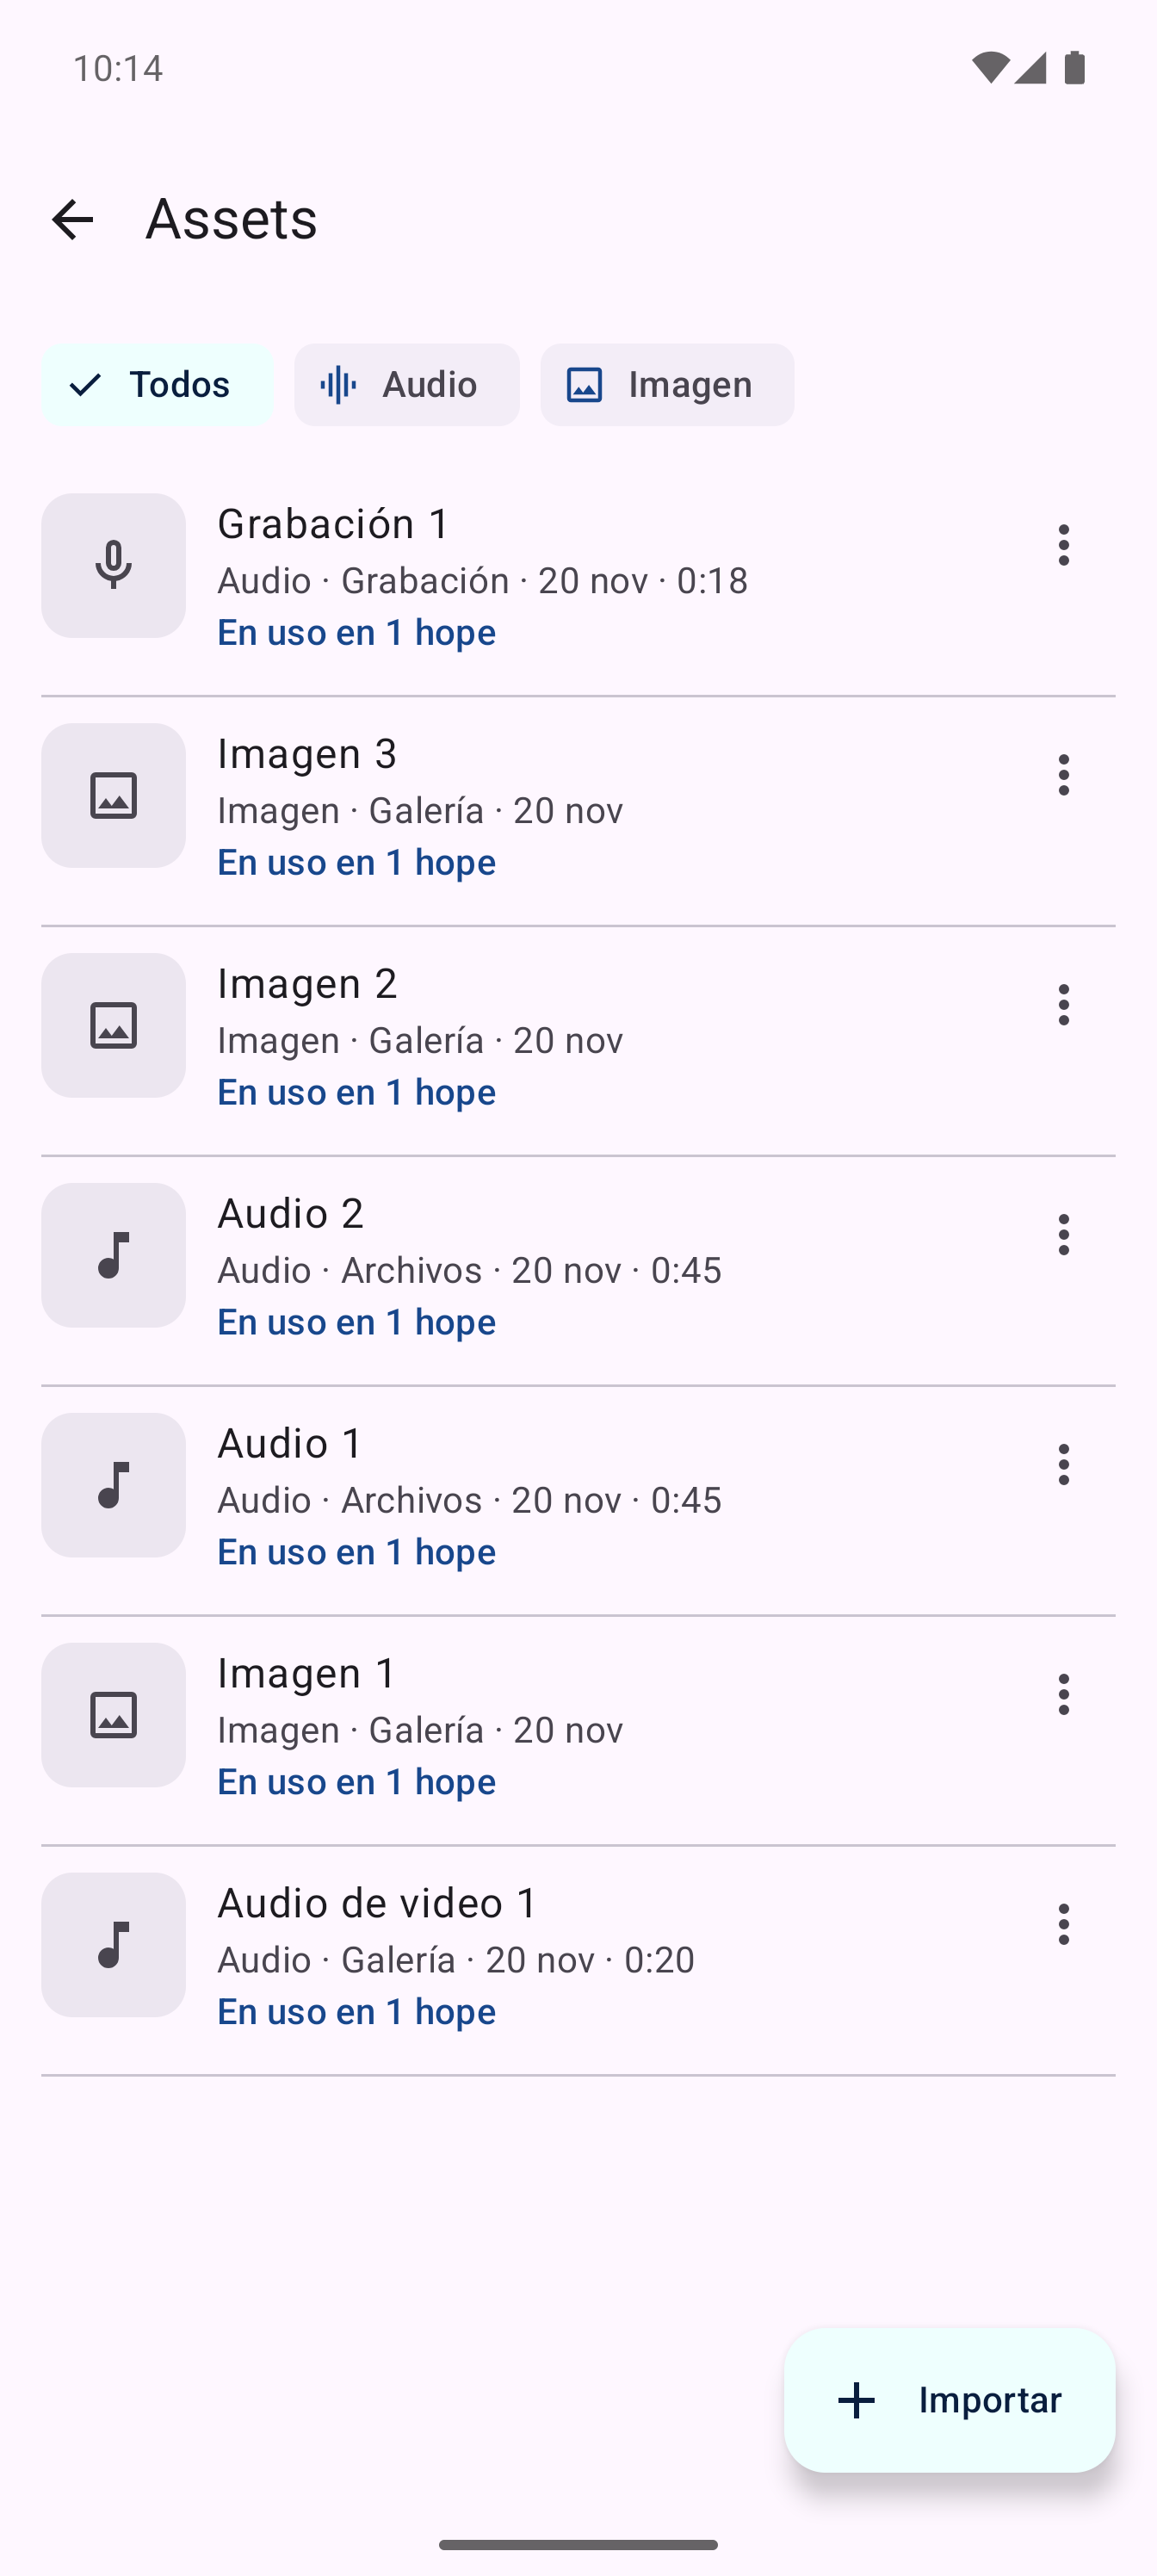 10:14
Assets
Todos
Audio
Imagen
Grabación 1
Audio · Grabación · 20 nov · 0:18
En uso en 1 hope
Imagen 3
Imagen · Galería · 20 nov
En uso en 1 hope
Imagen 2
Imagen · Galería · 20 nov
En uso en 1 hope
Audio 2
Audio · Archivos · 20 nov · 0:45
En uso en 1 hope
Audio 1
Audio · Archivos · 20 nov · 0:45
En uso en 1 hope
Imagen 1
Imagen · Galería · 20 nov
En uso en 1 hope
Audio de video 1
Audio · Galería · 20 nov · 0:20
En uso en 1 hope
Importar